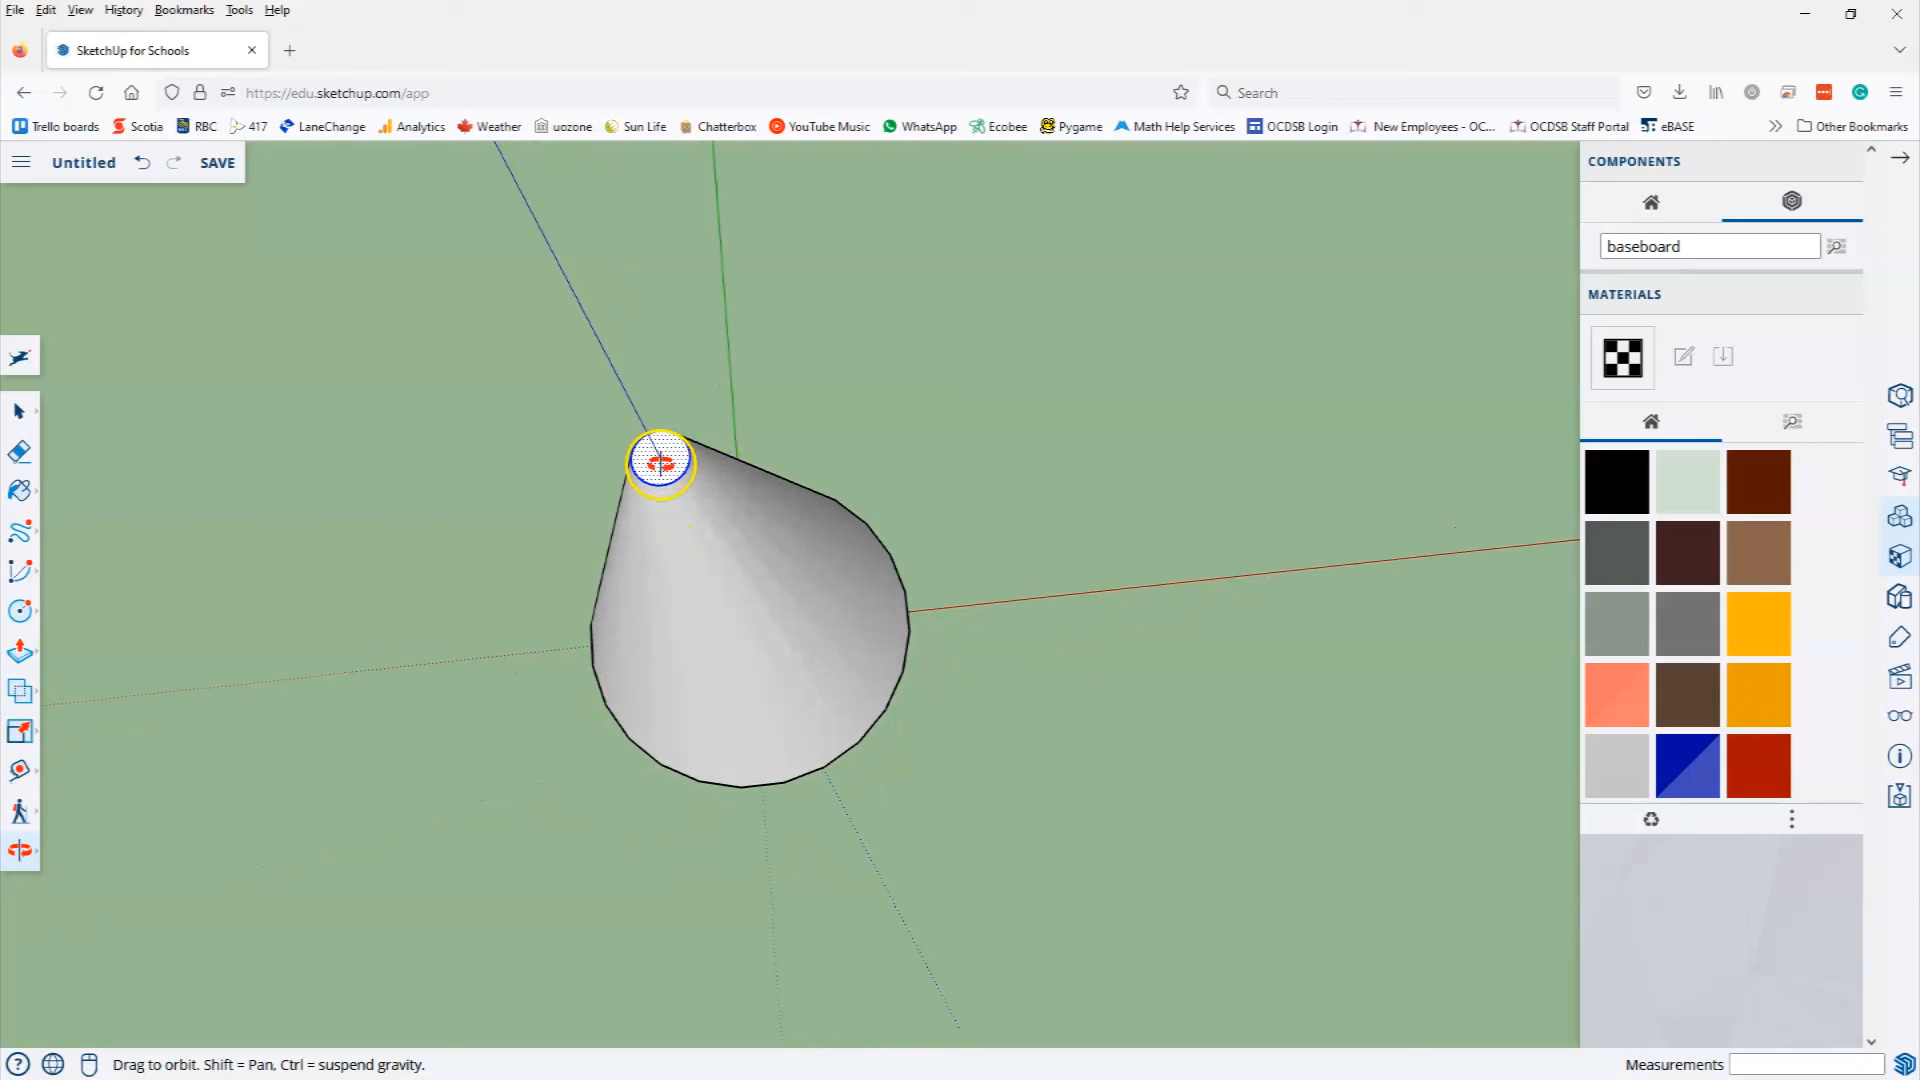 File Edit View History Bookmarks Tools Help
SketchUp for Schools
https://edu.sketchup.com/app
Search
Trello boards Scotia RBC 417 LaneChange Analytics Weather uozone Sun Life Chatterbox YouTube Music WhatsApp Ecobee Pygame Math Help Services OCDSB Login New Employees - OC... OCDSB Staff Portal eBASE Other Bookmarks
Untitled SAVE
COMPONENTS
baseboard
MATERIALS
Drag to orbit. Shift = Pan, Ctrl = suspend gravity.
Measurements